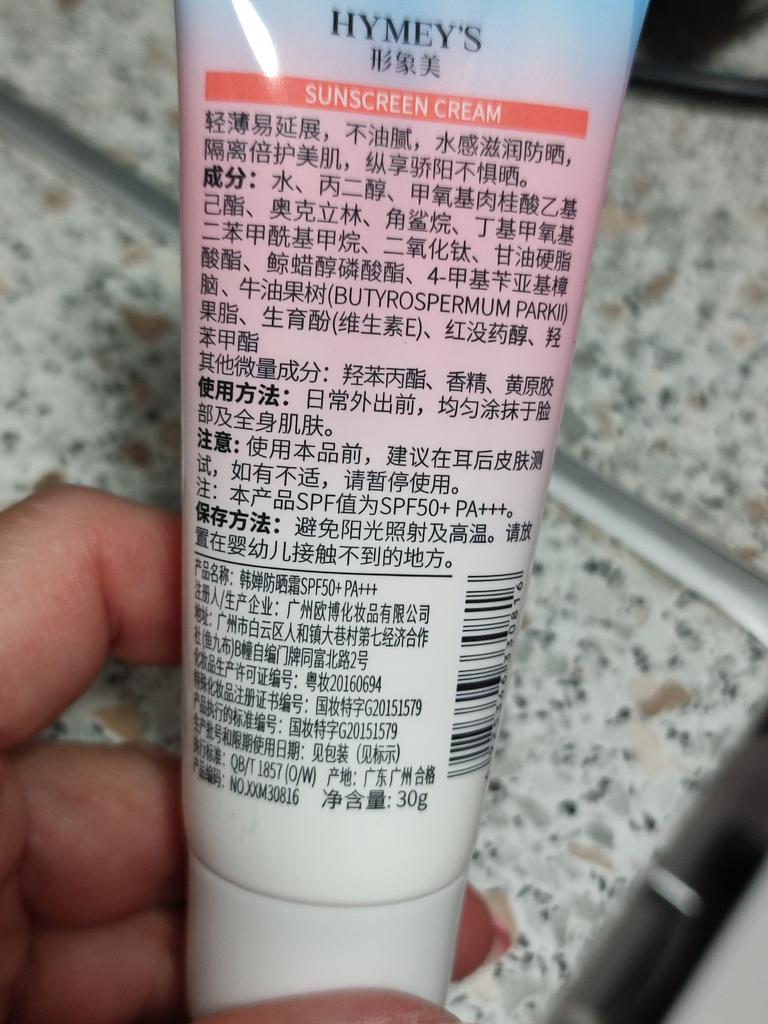 HYMEY'S
形象美
SUNSCREEN CREAM
轻薄易延展，不油腻，水感滋润防晒，
隔离倍护美肌，纵享骄阳不惧晒。
成分：水、丙二醇、甲氧基肉桂酸乙基
己酯、奥克立林、角鲨烷、丁基甲氧基
二苯甲酰基甲烷、二氧化钛、甘油硬脂
酸酯、鲸蜡醇磷酸酯、4-甲基苄亚基樟
脑、牛油果树(BUTYROSPERMUM PARKII)
果脂、生育酚(维生素E)、红没药醇、羟
苯甲酯
其他微量成分：羟苯丙酯、香精、黄原胶
使用方法：日常外出前，均匀涂抹于脸
部及全身肌肤。
注意：使用本品前，建议在耳后皮肤测
试，如有不适，请暂停使用。
注：本产品SPF值为SPF50+ PA+++。
保存方法：避免阳光照射及高温。请放
置在婴幼儿接触不到的地方。
产品名称：韩婵防晒霜SPF50+ PA+++
注册人/生产企业：广州欧博化妆品有限公司
地址：广州市白云区人和镇大巷村第七经济合作
社(鱼九布)B幢自编门牌同富北路2号
化妆品生产许可证编号：粤妆20160694
特殊化妆品注册证书编号：国妆特字G20151579
产品执行的标准编号：国妆特字G20151579
生产批号和限期使用日期：见包装（见标示）
执行标准：QB/T 1857 (O/W) 产地：广东广州 合格
产品编码：NO.XXM30816 净含量: 30g